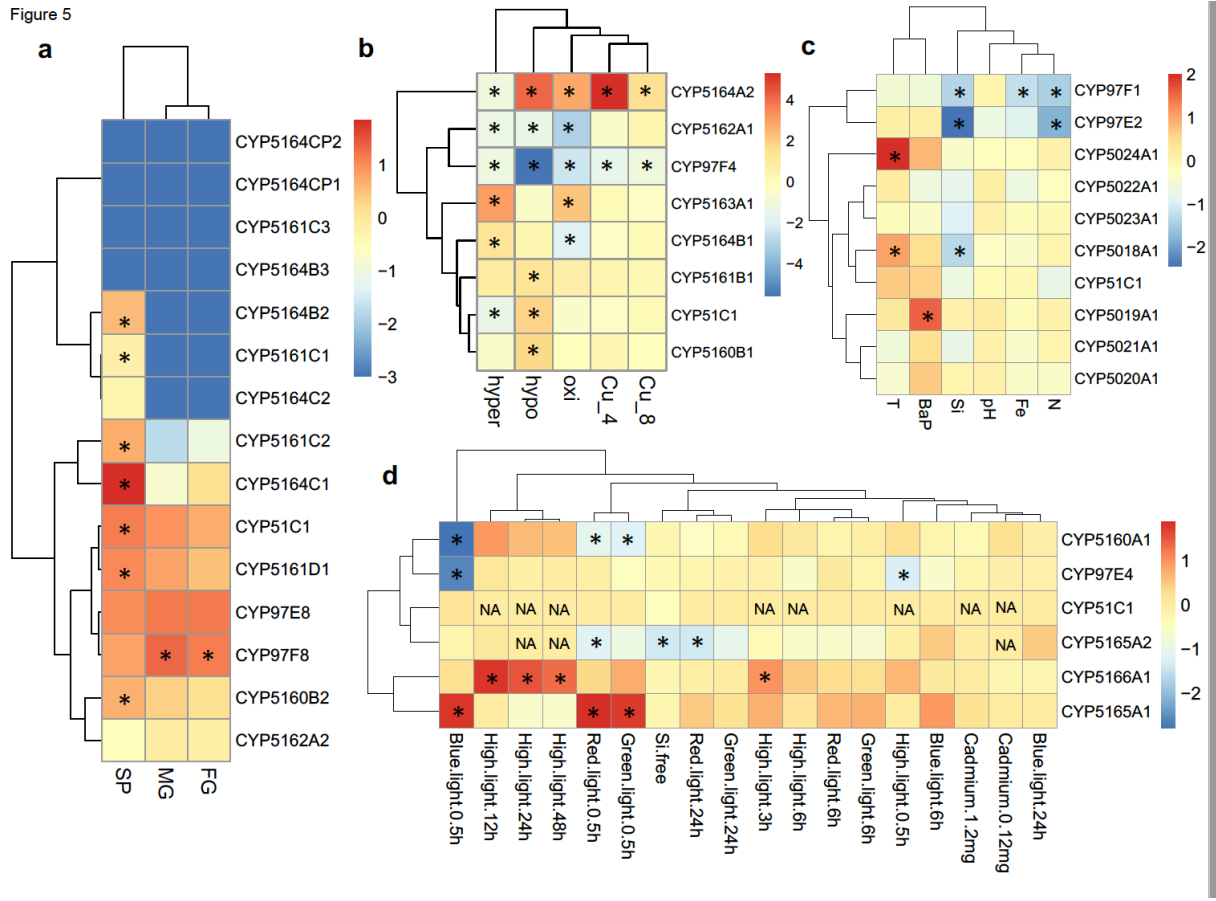 Figure 5
a
CYP5164CP2
CYP5164CP1
CYP5161C3
CYP5164B3
CYP5164B2
CYP5161C1
CYP5164C2
CYP5161C2
CYP5164C1
CYP51C1
CYP5161D1
CYP97E8
CYP97F8
CYP5160B2
CYP5162A2
* * * * * * * * * *
SP MG FG
1
0
−1
−2
−3
b
* * * * * CYP5164A2
* * * CYP5162A1
* * * * * CYP97F4
* * CYP5163A1
* * CYP5164B1
* CYP5161B1
* * CYP51C1
* CYP5160B1
hyper hypo oxi Cu_4 Cu_8
4
2
0
−2
−4
c
* * * CYP97F1
* * CYP97E2
* CYP5024A1
CYP5022A1
CYP5023A1
* * CYP5018A1
CYP51C1
* CYP5019A1
CYP5021A1
CYP5020A1
T BaP Si pH Fe N
2
1
0
−1
−2
d
* * * CYP5160A1
* * CYP97E4
NA NA NA NA NA NA NA NA CYP51C1
NA NA * * * NA CYP5165A2
* * * * CYP5166A1
* * * CYP5165A1
Blue.light.0.5h
High.light.12h
High.light.24h
High.light.48h
Red.light.0.5h
Green.light.0.5h
Si.free
Red.light.24h
Green.light.24h
High.light.3h
High.light.6h
Red.light.6h
Green.light.6h
High.light.0.5h
Blue.light.6h
Cadmium.1.2mg
Cadmium.0.12mg
Blue.light.24h
1
0
−1
−2